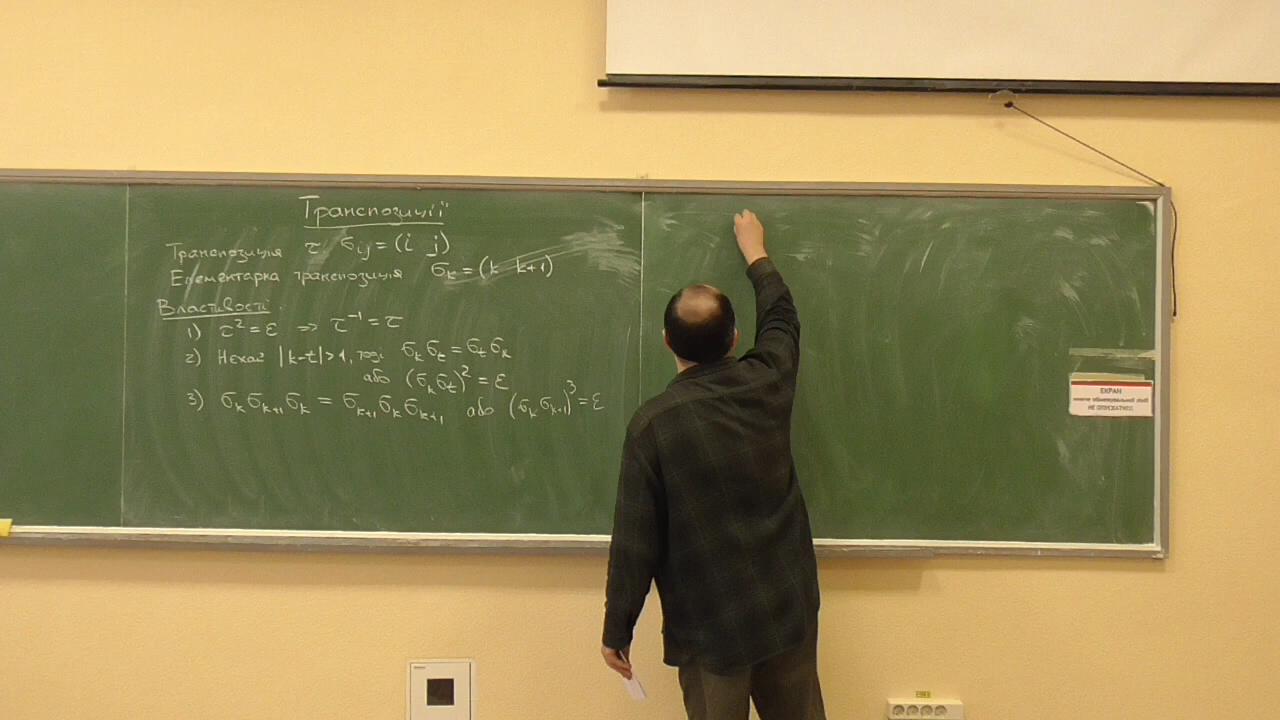 Транспозиції
Транспозиція τ σᵢⱼ = (i j)
Елементарна транспозиція σₖ = (k k+1)
Властивості.
1) τ² = ε ⇒ τ⁻¹ = τ
2) Нехай |k-t|>1, тоді σₖ σₜ = σₜ σₖ
або (σₖ σₜ)² = ε
3) σₖ σₖ₊₁ σₖ = σₖ₊₁ σₖ σₖ₊₁ або (σₖ σₖ₊₁)³ = ε
ЕКРАН
НЕ ОПУСКАТИ!!!